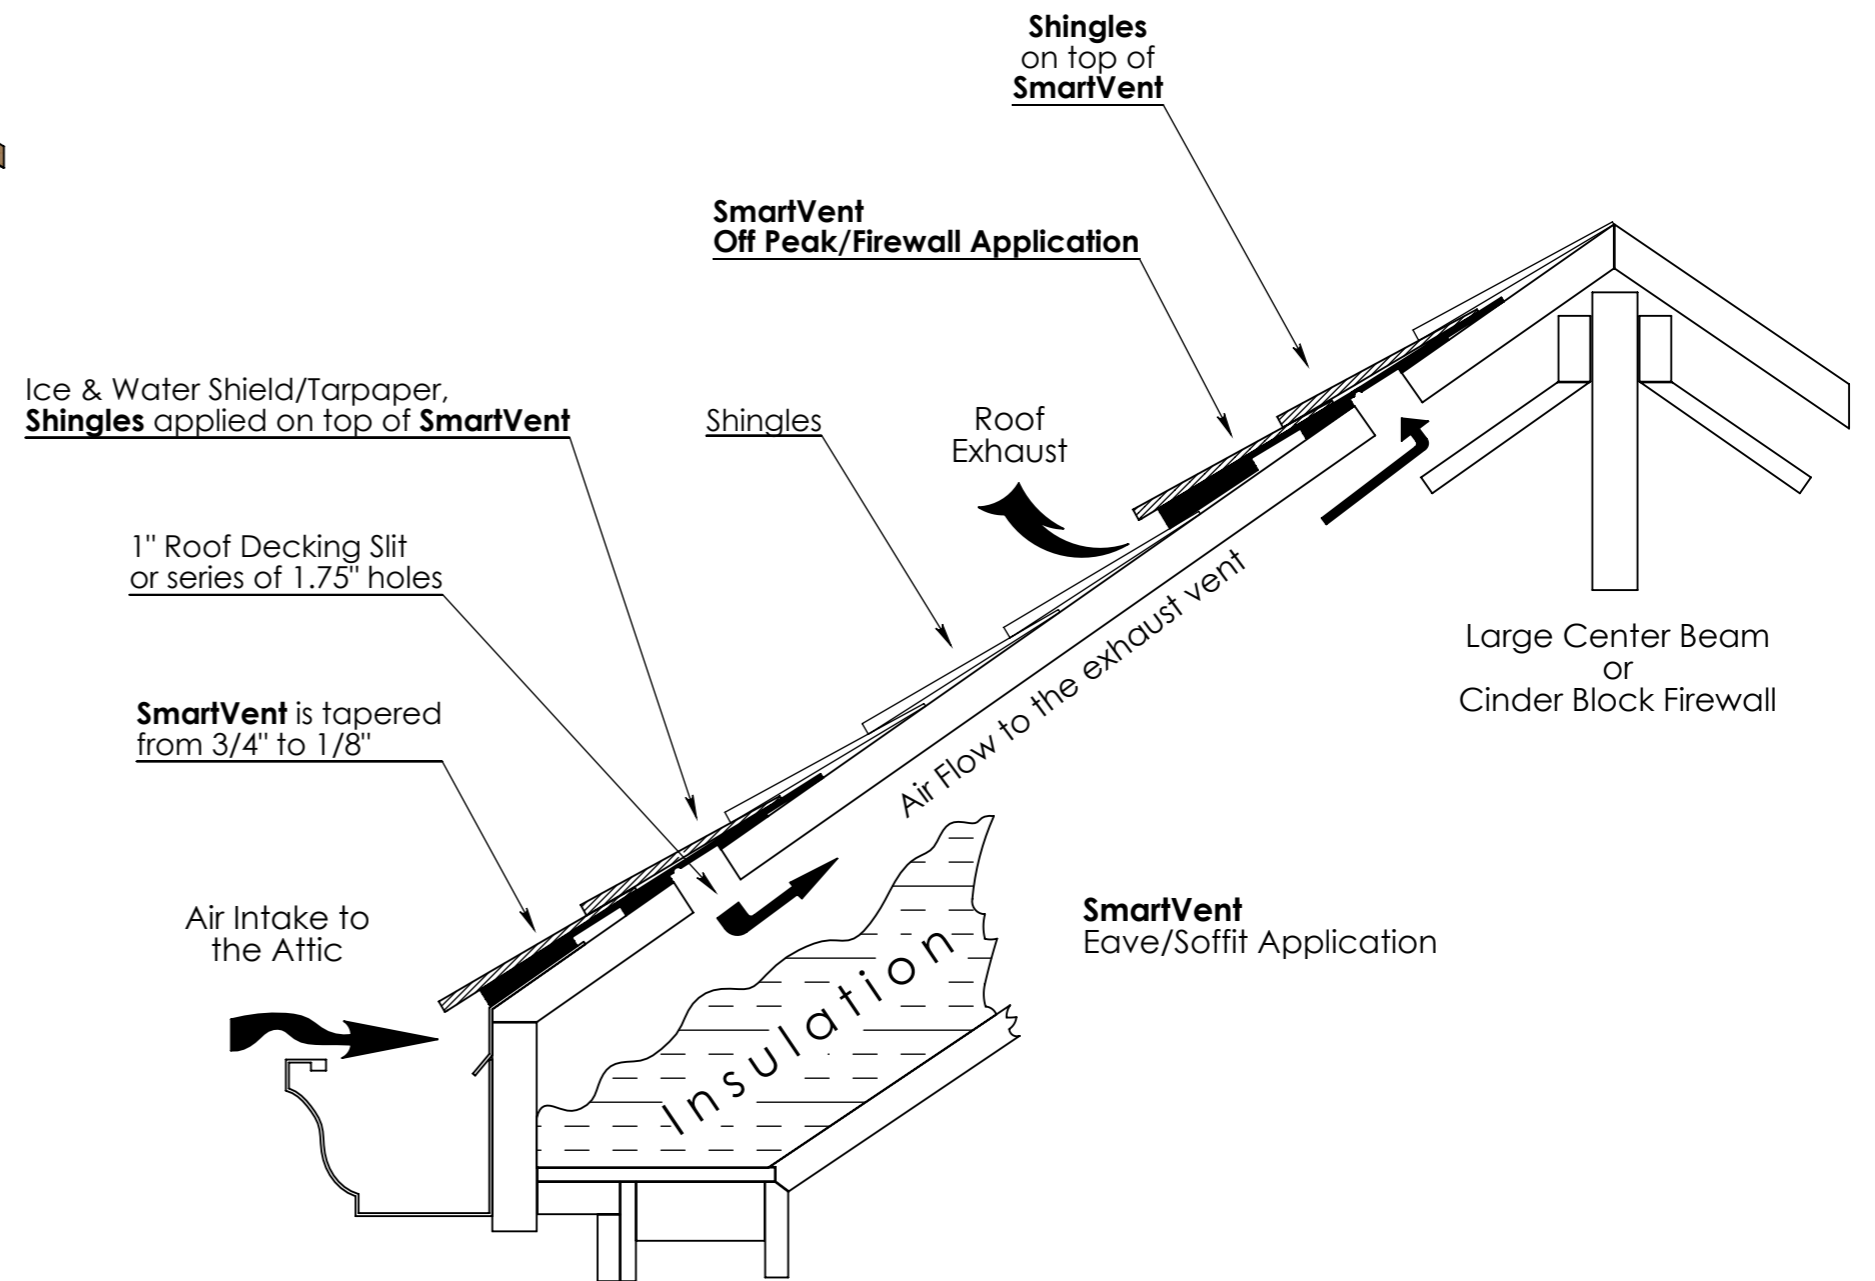 Shingles
on top of
SmartVent
SmartVent
Off Peak/Firewall Application
Ice & Water Shield/Tarpaper,
Shingles applied on top of SmartVent
Shingles
Roof
Exhaust
1" Roof Decking Slit
or series of 1.75" holes
Large Center Beam
or
Cinder Block Firewall
SmartVent is tapered
from 3/4" to 1/8"
Air Flow to the exhaust vent
Air Intake to
the Attic
SmartVent
Eave/Soffit Application
Insulation